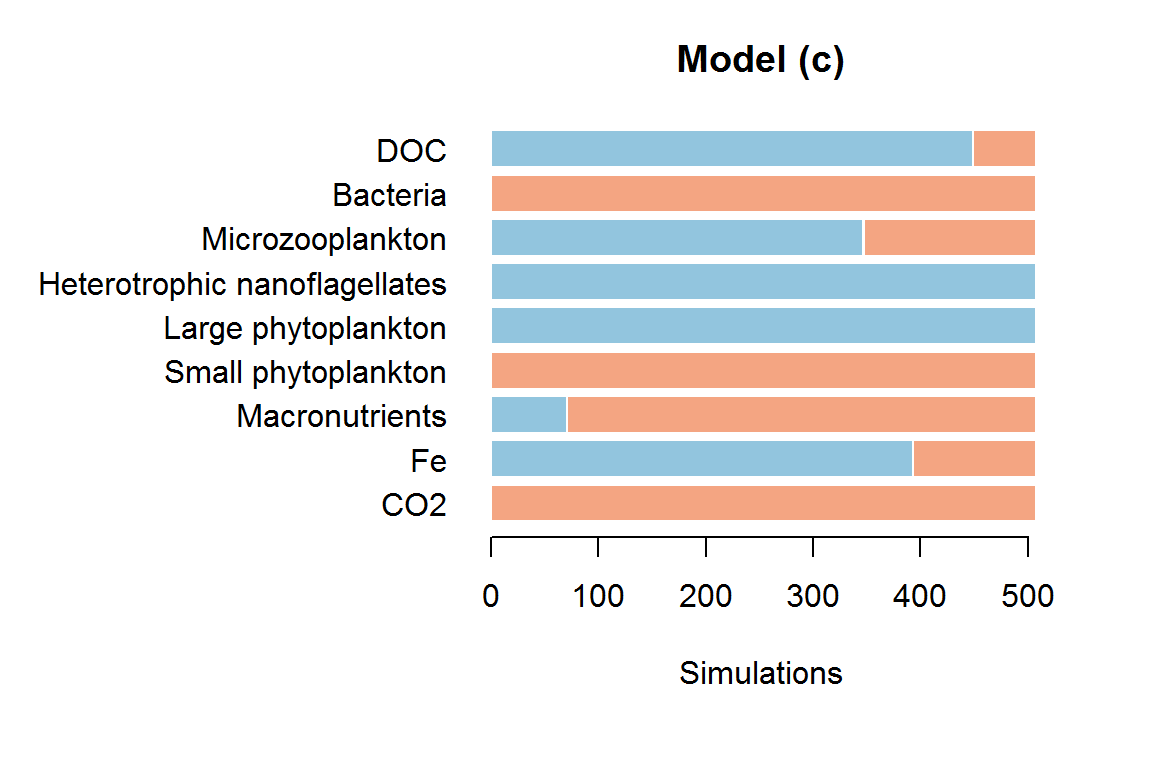 Model (c)
DOC
Bacteria
Microzooplankton
Heterotrophic nanoflagellates
Large phytoplankton
Small phytoplankton
Macronutrients
Fe
CO2
0 100 200 300 400 500
Simulations